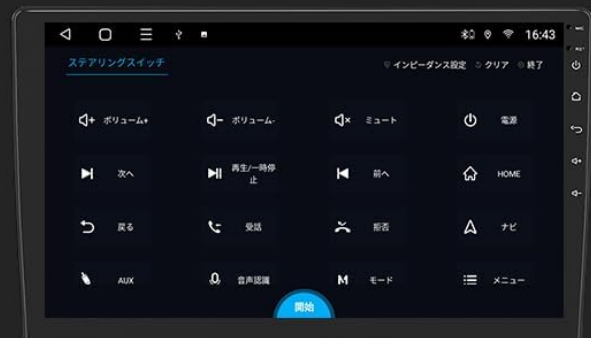 16:43
ステアリングスイッチ
インピーダンス設定 クリア 終了
ボリューム+ ボリューム- ミュート 電源
次へ 再生/一時停
止 前へ HOME
戻る 受話 拒否 ナビ
AUX 音声認識 M モード メニュー
開始
MIC
RST